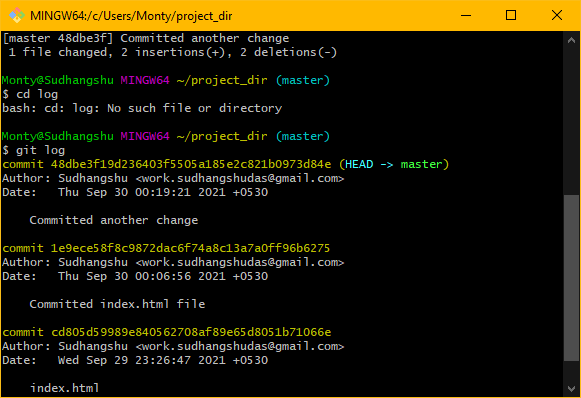 MINGW64:/c/Users/Monty/project_dir
[master 48dbe3f] Committed another change
1 file changed, 2 insertions(+), 2 deletions(-)
Monty@Sudhangshu MINGW64 ~/project_dir (master)
$ cd log
bash: cd: log: No such file or directory
Monty@Sudhangshu MINGW64 ~/project_dir (master)
$ git log
commit 48dbe3f19d236403f5505a185e2c821b0973d84e (HEAD -> master)
Author: Sudhangshu <work.sudhangshudas@gmail.com>
Date:   Thu Sep 30 00:19:21 2021 +0530
Committed another change
commit 1e9ece58f8c9872dac6f74a8c13a7a0ff96b6275
Author: Sudhangshu <work.sudhangshudas@gmail.com>
Date:   Thu Sep 30 00:06:56 2021 +0530
Committed index.html file
commit cd805d59989e840562708af89e65d8051b71066e
Author: Sudhangshu <work.sudhangshudas@gmail.com>
Date:   Wed Sep 29 23:26:47 2021 +0530
index.html